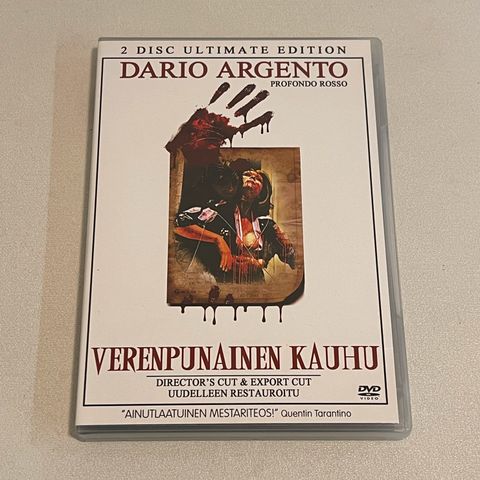 2 DISC ULTIMATE EDITION
DARIO ARGENTO
PROFONDO ROSSO
VERENPUNAINEN KAUHU
DIRECTOR'S CUT & EXPORT CUT
UUDELLEEN RESTAUROITU
DVD
VIDEO
"AINUTLAATUINEN MESTARITEOS!" Quentin Tarantino